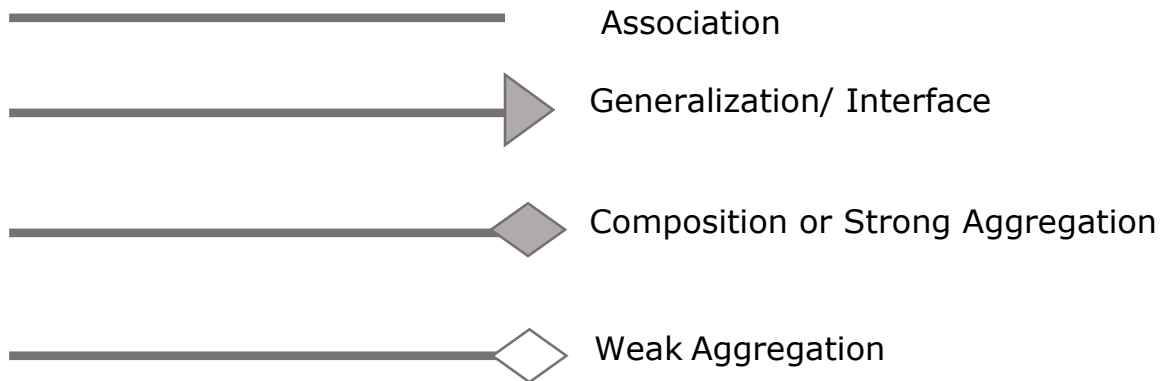 Association
Generalization/ Interface
Composition or Strong Aggregation
Weak Aggregation